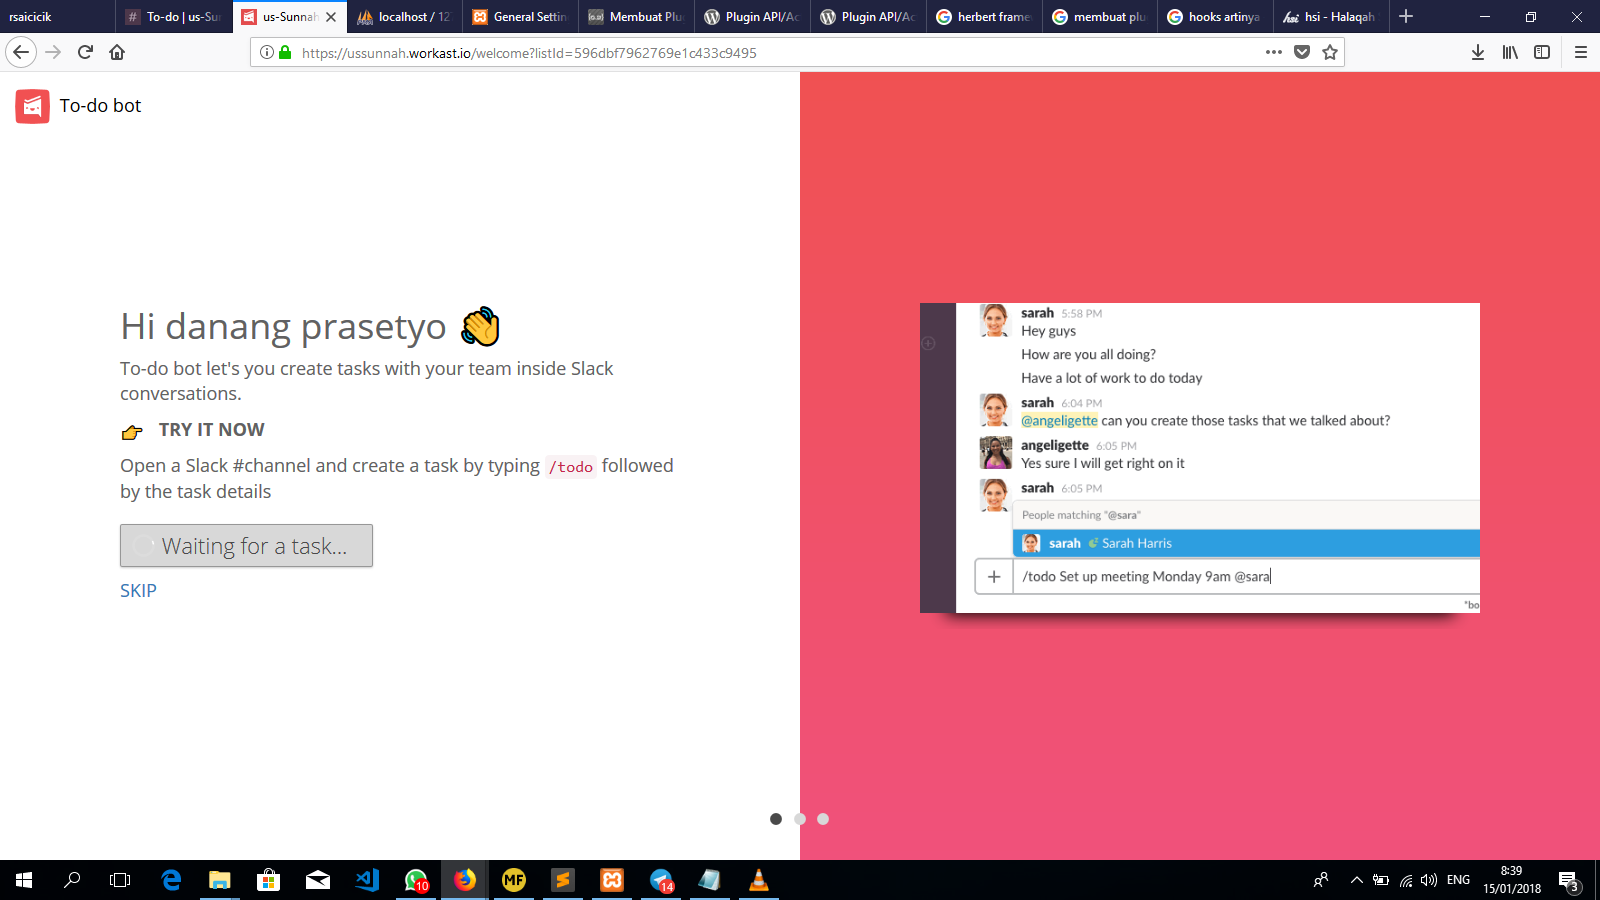 rsaicicik
To-do | us-Sun
us-Sunnah
localhost / 127
General Settin
Membuat Plu
Plugin API/Ac
Plugin API/Ac
herbert frame
membuat plu
hooks artinya
hsi - Halaqah
https://ussunnah.workast.io/welcome?listId=596dbf7962769e1c433c9495
To-do bot
Hi danang prasetyo
To-do bot let's you create tasks with your team inside Slack
conversations.
TRY IT NOW
Open a Slack #channel and create a task by typing /todo followed
by the task details
Waiting for a task...
SKIP
sarah 5:58 PM
Hey guys
How are you all doing?
Have a lot of work to do today
sarah 6:04 PM
@angeligette can you create those tasks that we talked about?
angeligette 6:05 PM
Yes sure I will get right on it
sarah 6:05 PM
People matching "@sara"
sarah Sarah Harris
/todo Set up meeting Monday 9am @sara
*bo
10
MF
14
ENG
8:39
15/01/2018
3